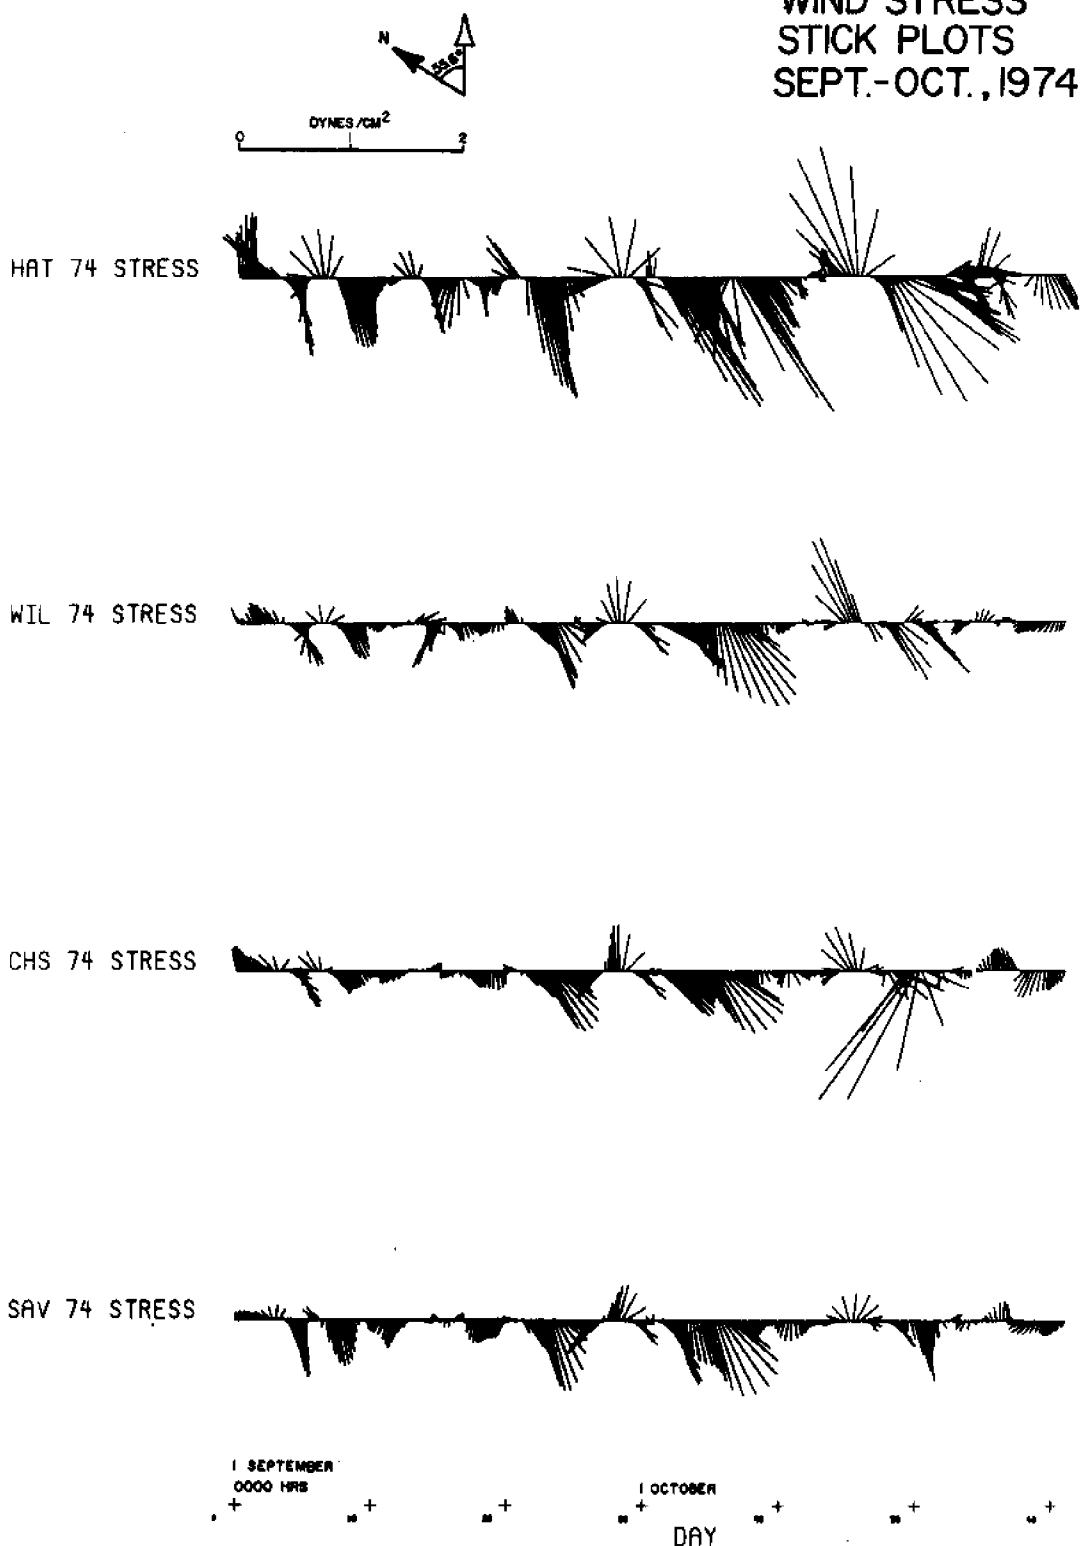 WIND STRESS
STICK PLOTS
SEPT.-OCT., 1974
N
DYNES/CM²
0 2
HAT 74 STRESS
WIL 74 STRESS
CHS 74 STRESS
SAV 74 STRESS
1 SEPTEMBER
0000 HRS
1 OCTOBER
DAY